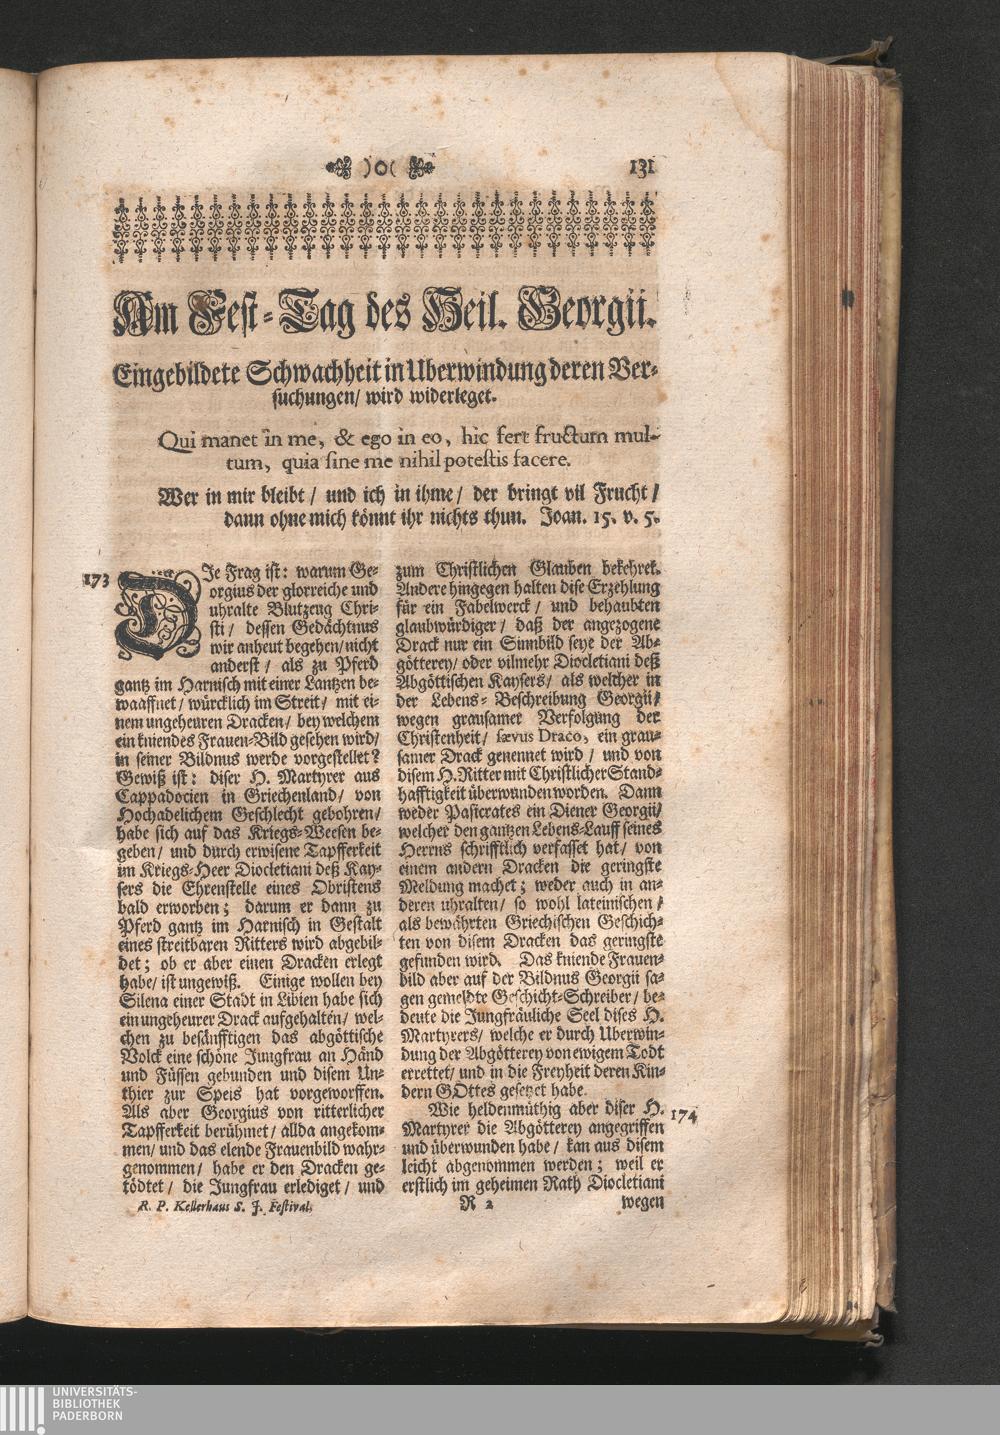 )o( 131
Am Fest-Tag des Heil. Georgii.
Eingebildete Schwachheit in Uberwindung deren Ver-
suchungen/ wird widerleget.
Qui manet in me, & ego in eo, hic fert fructum mul-
tum, quia sine me nihil potestis facere.
Wer in mir bleibt / und ich in ihme / der bringt vil Frucht /
dann ohne mich könnt ihr nichts thun. Joan. 15. v. 5.
173
DIe Frag ist: warum Ge-
orgius der glorreiche und
uhralte Blutzeug Chri-
sti / dessen Gedächtnus
wir anheut begehen/ nicht
anderst / als zu Pferd
gantz im Harnisch mit einer Lantzen be-
waaffnet / würcklich im Streit / mit ei-
nem ungeheuren Dracken / bey welchem
ein kniendes Frauen-Bild gesehen wird/
in seiner Bildnus werde vorgestellet?
Gewiß ist: diser H. Martyrer aus
Cappadocien in Griechenland / von
Hochadelichem Geschlecht gebohren /
habe sich auf das Kriegs-Weesen be-
geben / und durch erwisene Tapfferkeit
im Kriegs-Heer Diocletiani deß Kay-
sers die Ehrenstelle eines Obristens
bald erworben ; darum er dann zu
Pferd gantz im Harnisch in Gestalt
eines streitbaren Ritters wird abgebil-
det ; ob er aber einen Dracken erlegt
habe / ist ungewiß. Einige wollen bey
Silena einer Stadt in Libien habe sich
ein ungeheurer Drack aufgehalten / wel-
chen zu besänfftigen das abgöttische
Volck eine schöne Jungfrau an Händ
und Füssen gebunden und disem Un-
thier zur Speis hat vorgeworffen.
Als aber Georgius von ritterlicher
Tapfferkeit berühmet / allda angekom-
men / und das elende Frauenbild wahr-
genommen / habe er den Dracken ge-
tödtet / die Jungfrau erlediget / und
zum Christlichen Glauben bekehret.
Andere hingegen halten dise Erzehlung
für ein Fabelwerck / und behaubten
glaubwürdiger / daß der angezogene
Drack nur ein Sinnbild seye der Ab-
götterey/ oder vilmehr Diocletiani deß
Abgöttischen Kaysers / als welcher in
der Lebens-Beschreibung Georgii/
wegen grausamer Verfolgung der
Christenheit / sævus Draco, ein grau-
samer Drack genennet wird / und von
disem H. Ritter mit Christlicher Stand-
hafftigkeit überwunden worden. Dann
weder Pasicrates ein Diener Georgii/
welcher den gantzen Lebens-Lauff seines
Herrns schrifftlich verfasset hat / von
einem andern Dracken die geringste
Meldung machet ; weder auch in an-
deren uhralten / so wohl lateinischen /
als bewährten Griechischen Geschich-
ten von disem Dracken das geringste
gefunden wird. Das kniende Frauen-
bild aber auf der Bildnus Georgii sa-
gen gemeldte Geschicht-Schreiber / be-
deute die Jungfräuliche Seel dises H.
Martyrers / welche er durch Uberwin-
dung der Abgötterey von ewigem Todt
errettet / und in die Freyheit deren Kin-
dern GOttes gesetzet habe.
Wie heldenmüthig aber diser H. 174
Martyrer die Abgötterey angegriffen
und überwunden habe / kan aus disem
leicht abgenommen werden ; weil er
erstlich im geheimen Rath Diocletiani
R. P. Kellerhaus S. J. Festival. R 2 wegen
UNIVERSITÄTS-
BIBLIOTHEK
PADERBORN